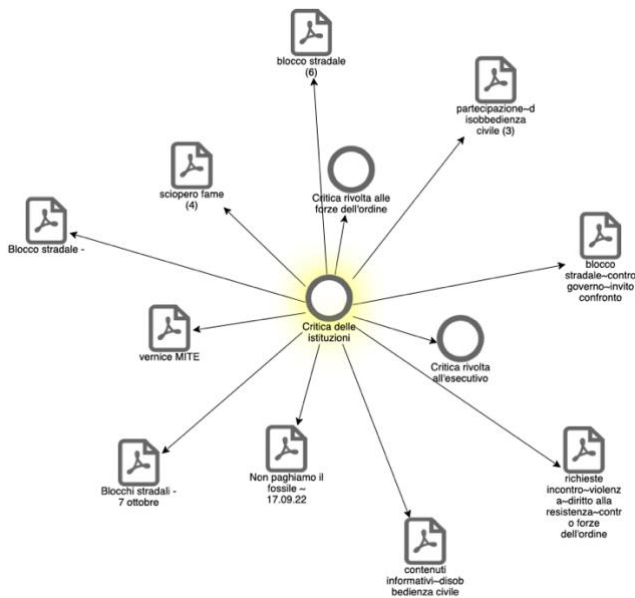 blocco stradale
(6)
partecipazione~d
isobbedienza
civile (3)
sciopero fame
(4)
Critica rivolta alle
forze dell'ordine
Blocco stradale -
blocco
stradale~contro
governo~invito
confronto
Critica delle
istituzioni
vernice MITE
Critica rivolta
all'esecutivo
Blocchi stradali -
7 ottobre
Non paghiamo il
fossile ~
17.09.22
richieste
incontro~violenz
a~diritto alla
resistenza~contr
o forze
dell'ordine
contenuti
informativi~disob
bedienza civile